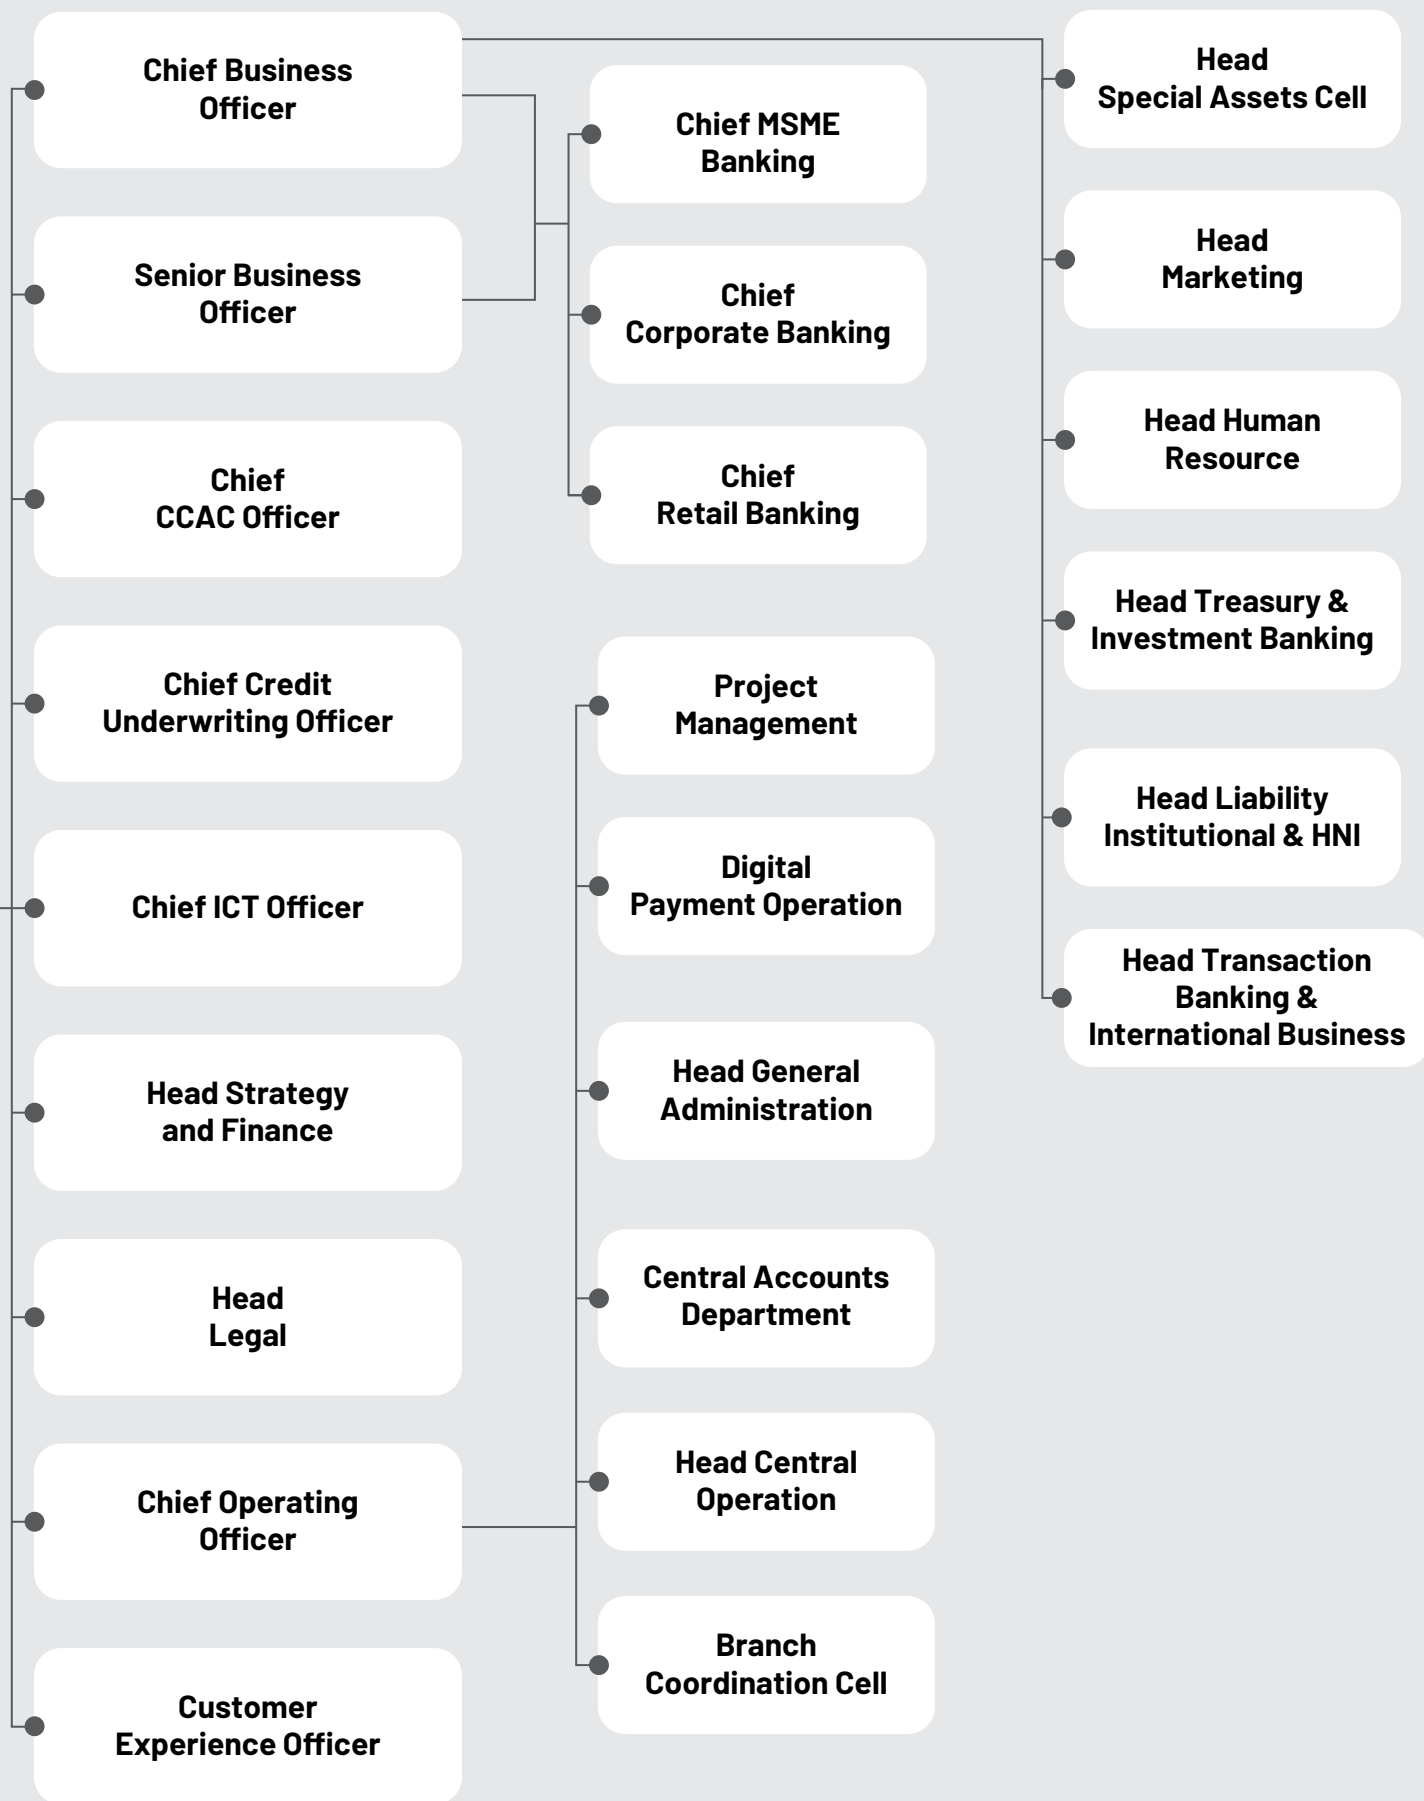 Chief Business
Officer
Senior Business
Officer
Chief
CCAC Officer
Chief Credit
Underwriting Officer
Chief ICT Officer
Head Strategy
and Finance
Head
Legal
Chief Operating
Officer
Customer
Experience Officer
Chief MSME
Banking
Chief
Corporate Banking
Chief
Retail Banking
Project
Management
Digital
Payment Operation
Head General
Administration
Central Accounts
Department
Head Central
Operation
Branch
Coordination Cell
Head
Special Assets Cell
Head
Marketing
Head Human
Resource
Head Treasury &
Investment Banking
Head Liability
Institutional & HNI
Head Transaction
Banking &
International Business